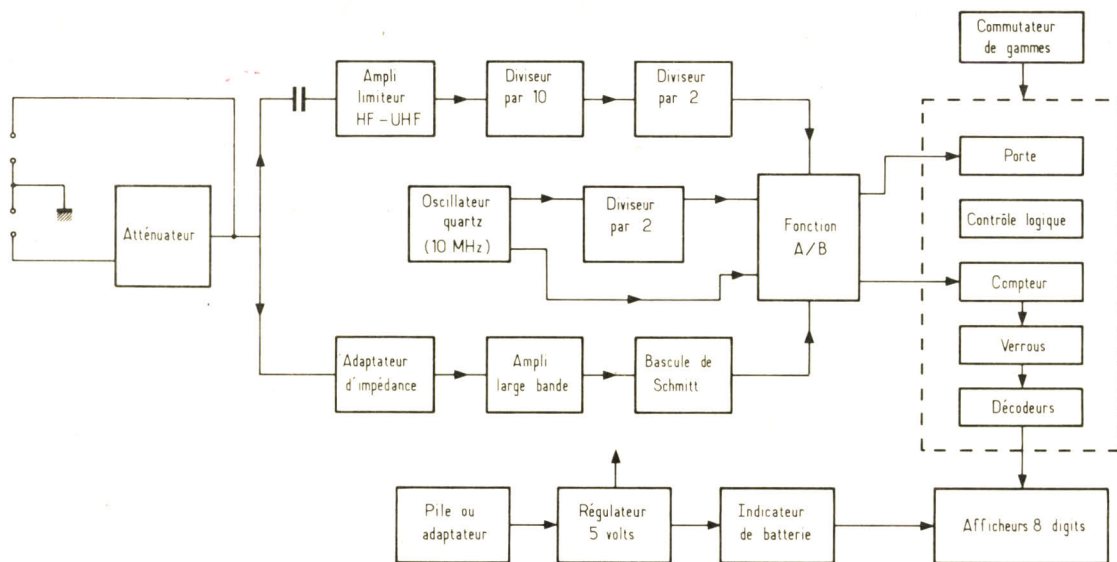 Commutateur
de gammes
Ampli
limiteur
HF - UHF
Diviseur
par 10
Diviseur
par 2
Porte
Atténuateur
Oscillateur
quartz
(10 MHz)
Diviseur
par 2
Fonction
A/B
Contrôle logique
Compteur
Adaptateur
d'impédance
Ampli
large bande
Bascule de
Schmitt
Verrous
Décodeurs
Pile ou
adaptateur
Régulateur
5 volts
Indicateur
de batterie
Afficheurs 8 digits